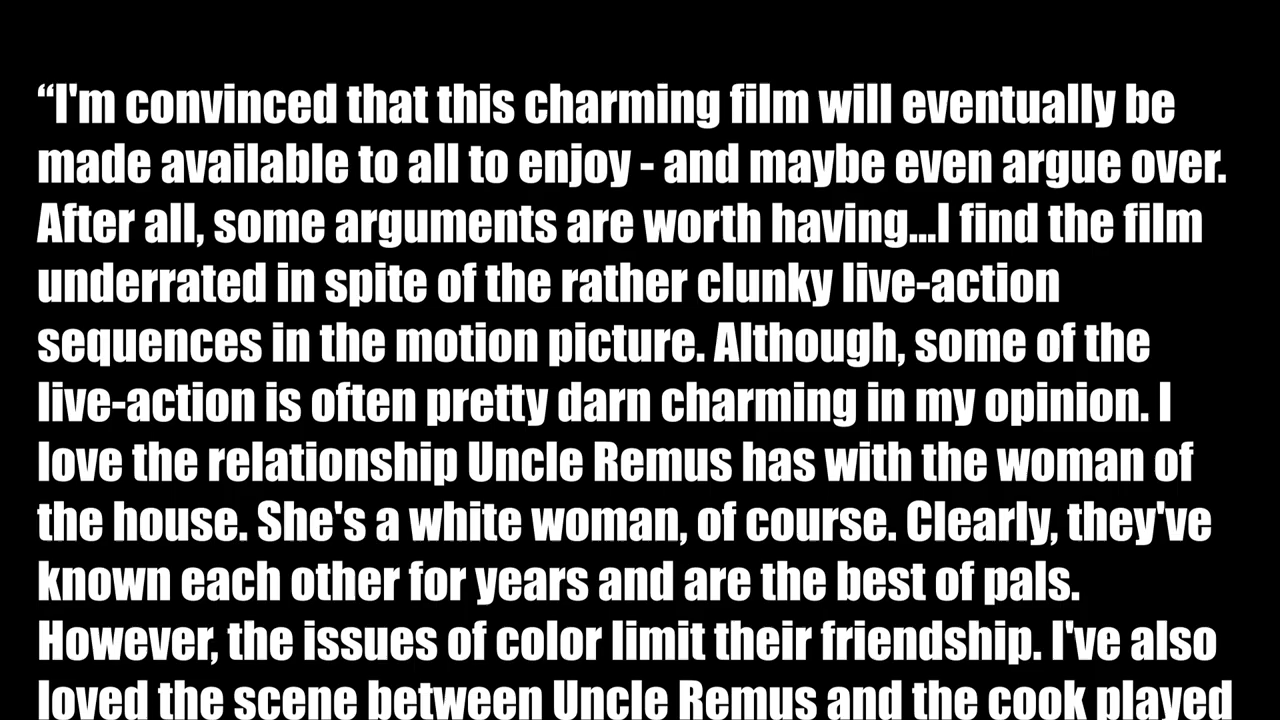 “I'm convinced that this charming film will eventually be
made available to all to enjoy - and maybe even argue over.
After all, some arguments are worth having...I find the film
underrated in spite of the rather clunky live-action
sequences in the motion picture. Although, some of the
live-action is often pretty darn charming in my opinion. I
love the relationship Uncle Remus has with the woman of
the house. She's a white woman, of course. Clearly, they've
known each other for years and are the best of pals.
However, the issues of color limit their friendship. I've also
loved the scene between Uncle Remus and the cook played